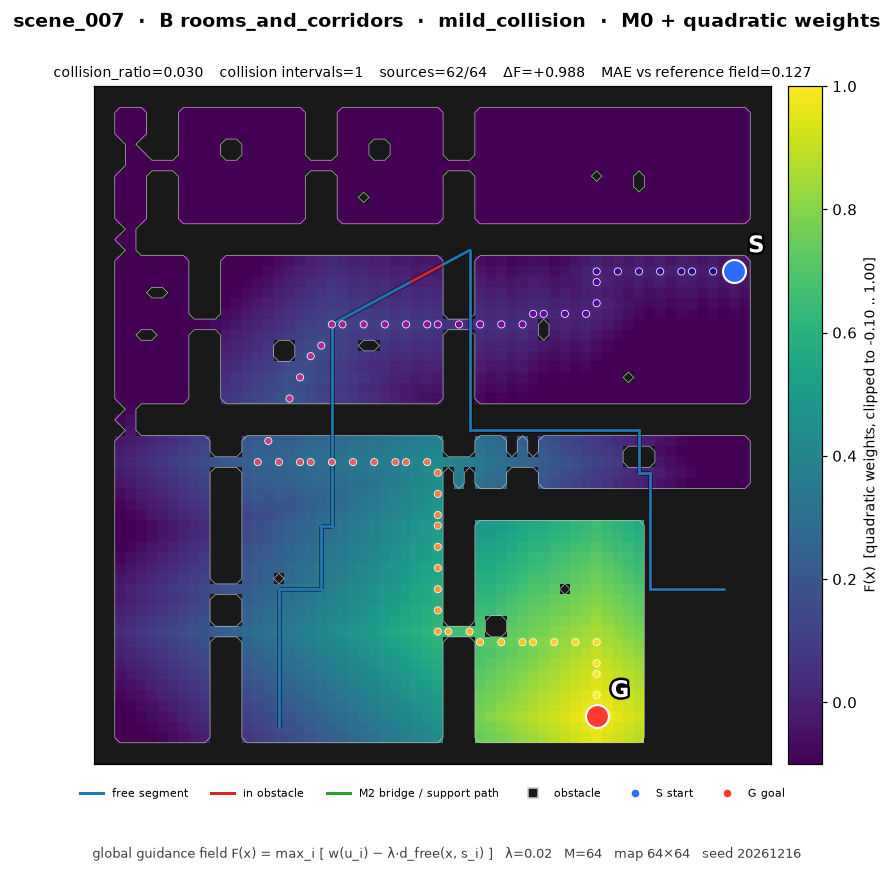 scene_007 · B rooms_and_corridors · mild_collision · M0 + quadratic weights
collision_ratio=0.030 collision intervals=1 sources=62/64 ΔF=+0.988 MAE vs reference field=0.127
S
G
1.0
0.8
0.6
0.4
0.2
0.0
F(x) [quadratic weights, clipped to -0.10 .. 1.00]
free segment
in obstacle
M2 bridge / support path
obstacle
S start
G goal
global guidance field F(x) = max_i [ w(u_i) − λ·d_free(x, s_i) ] λ=0.02 M=64 map 64×64 seed 20261216